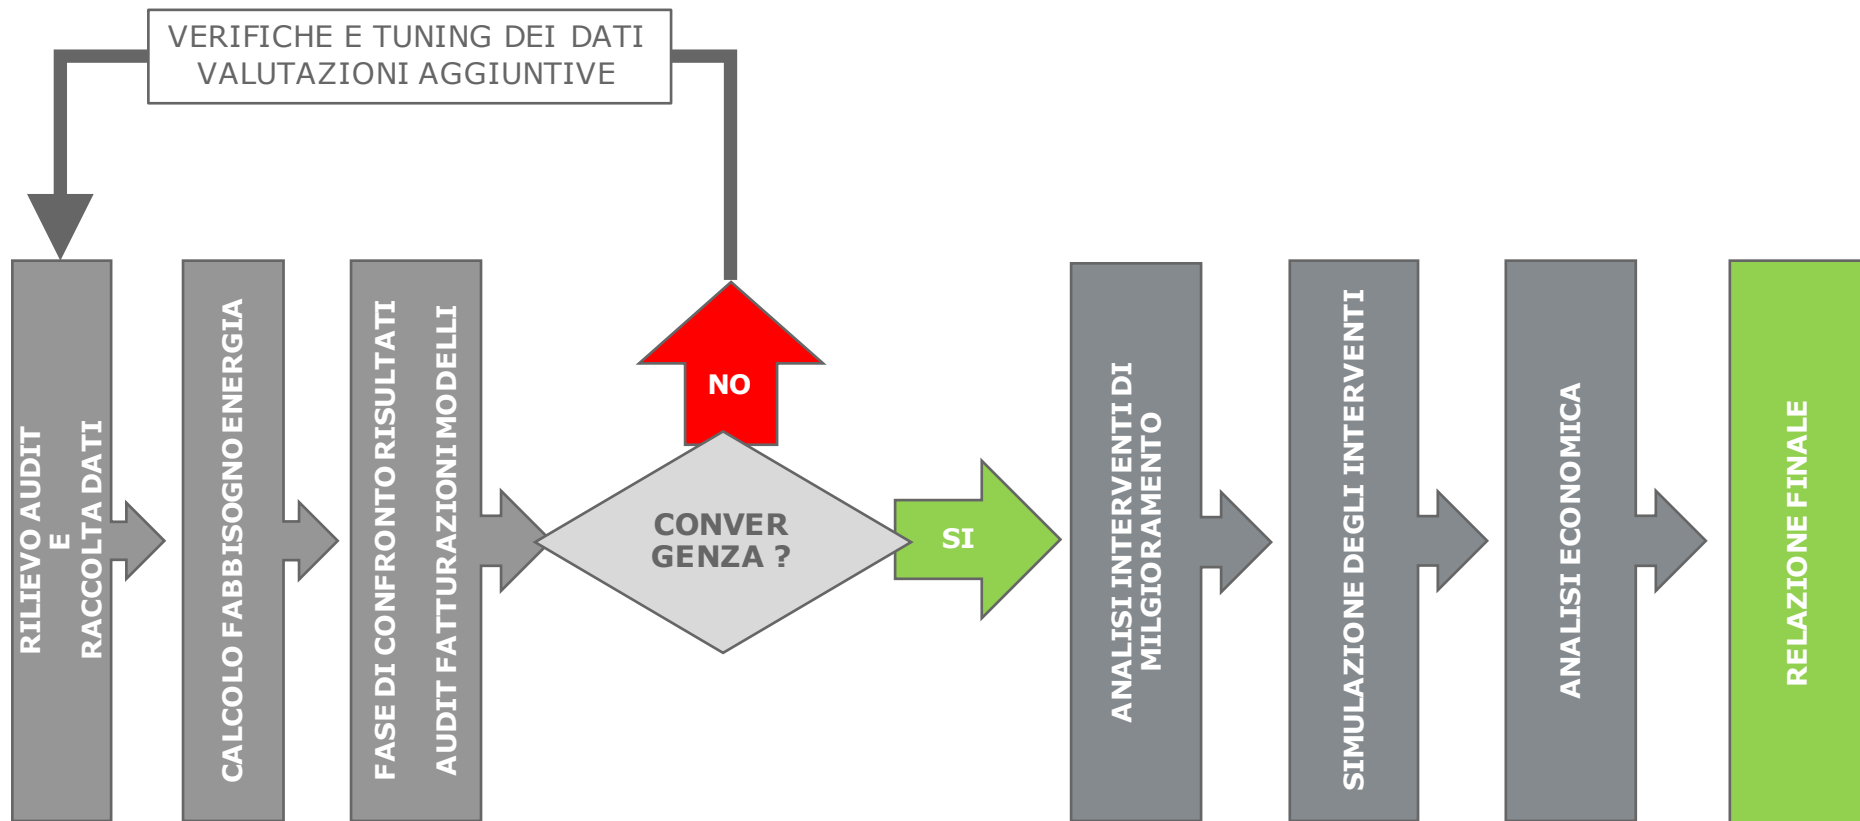 VERIFICHE E TUNING DEI DATI
VALUTAZIONI AGGIUNTIVE
RILIEVO AUDIT
E
RACCOLTA DATI
CALCOLO FABBISOGNO ENERGIA
FASE DI CONFRONTO RISULTATI
AUDIT FATTURAZIONI MODELLI
NO
CONVER
GENZA ?
SI
ANALISI INTERVENTI DI
MILGIORAMENTO
SIMULAZIONE DEGLI INTERVENTI
ANALISI ECONOMICA
RELAZIONE FINALE